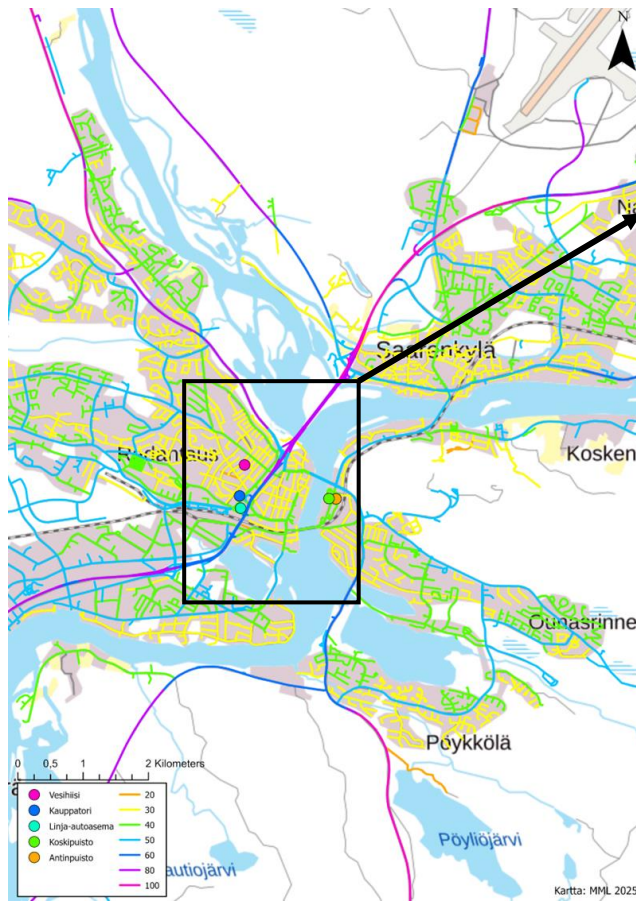 N
Saarenkylä
Kosken
Ounasrinne
Pöykkölä
Pöyliöjärvi
autiojärvi
0 0,5 1 2 Kilometers
Vesihiisi
Kauppatori
Linja-autoasema
Koskipuisto
Antinpuisto
20
30
40
50
60
80
100
Kartta: MML 2025